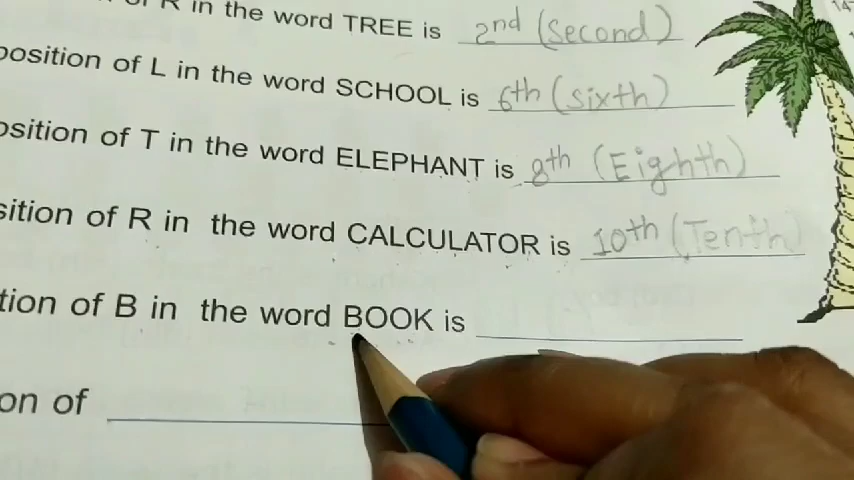 R in the word TREE is 2nd (Second)
position of L in the word SCHOOL is 6th (sixth)
osition of T in the word ELEPHANT is 8th (Eighth)
sition of R in the word CALCULATOR is 10th (Tenth)
tion of B in the word BOOK is
on of